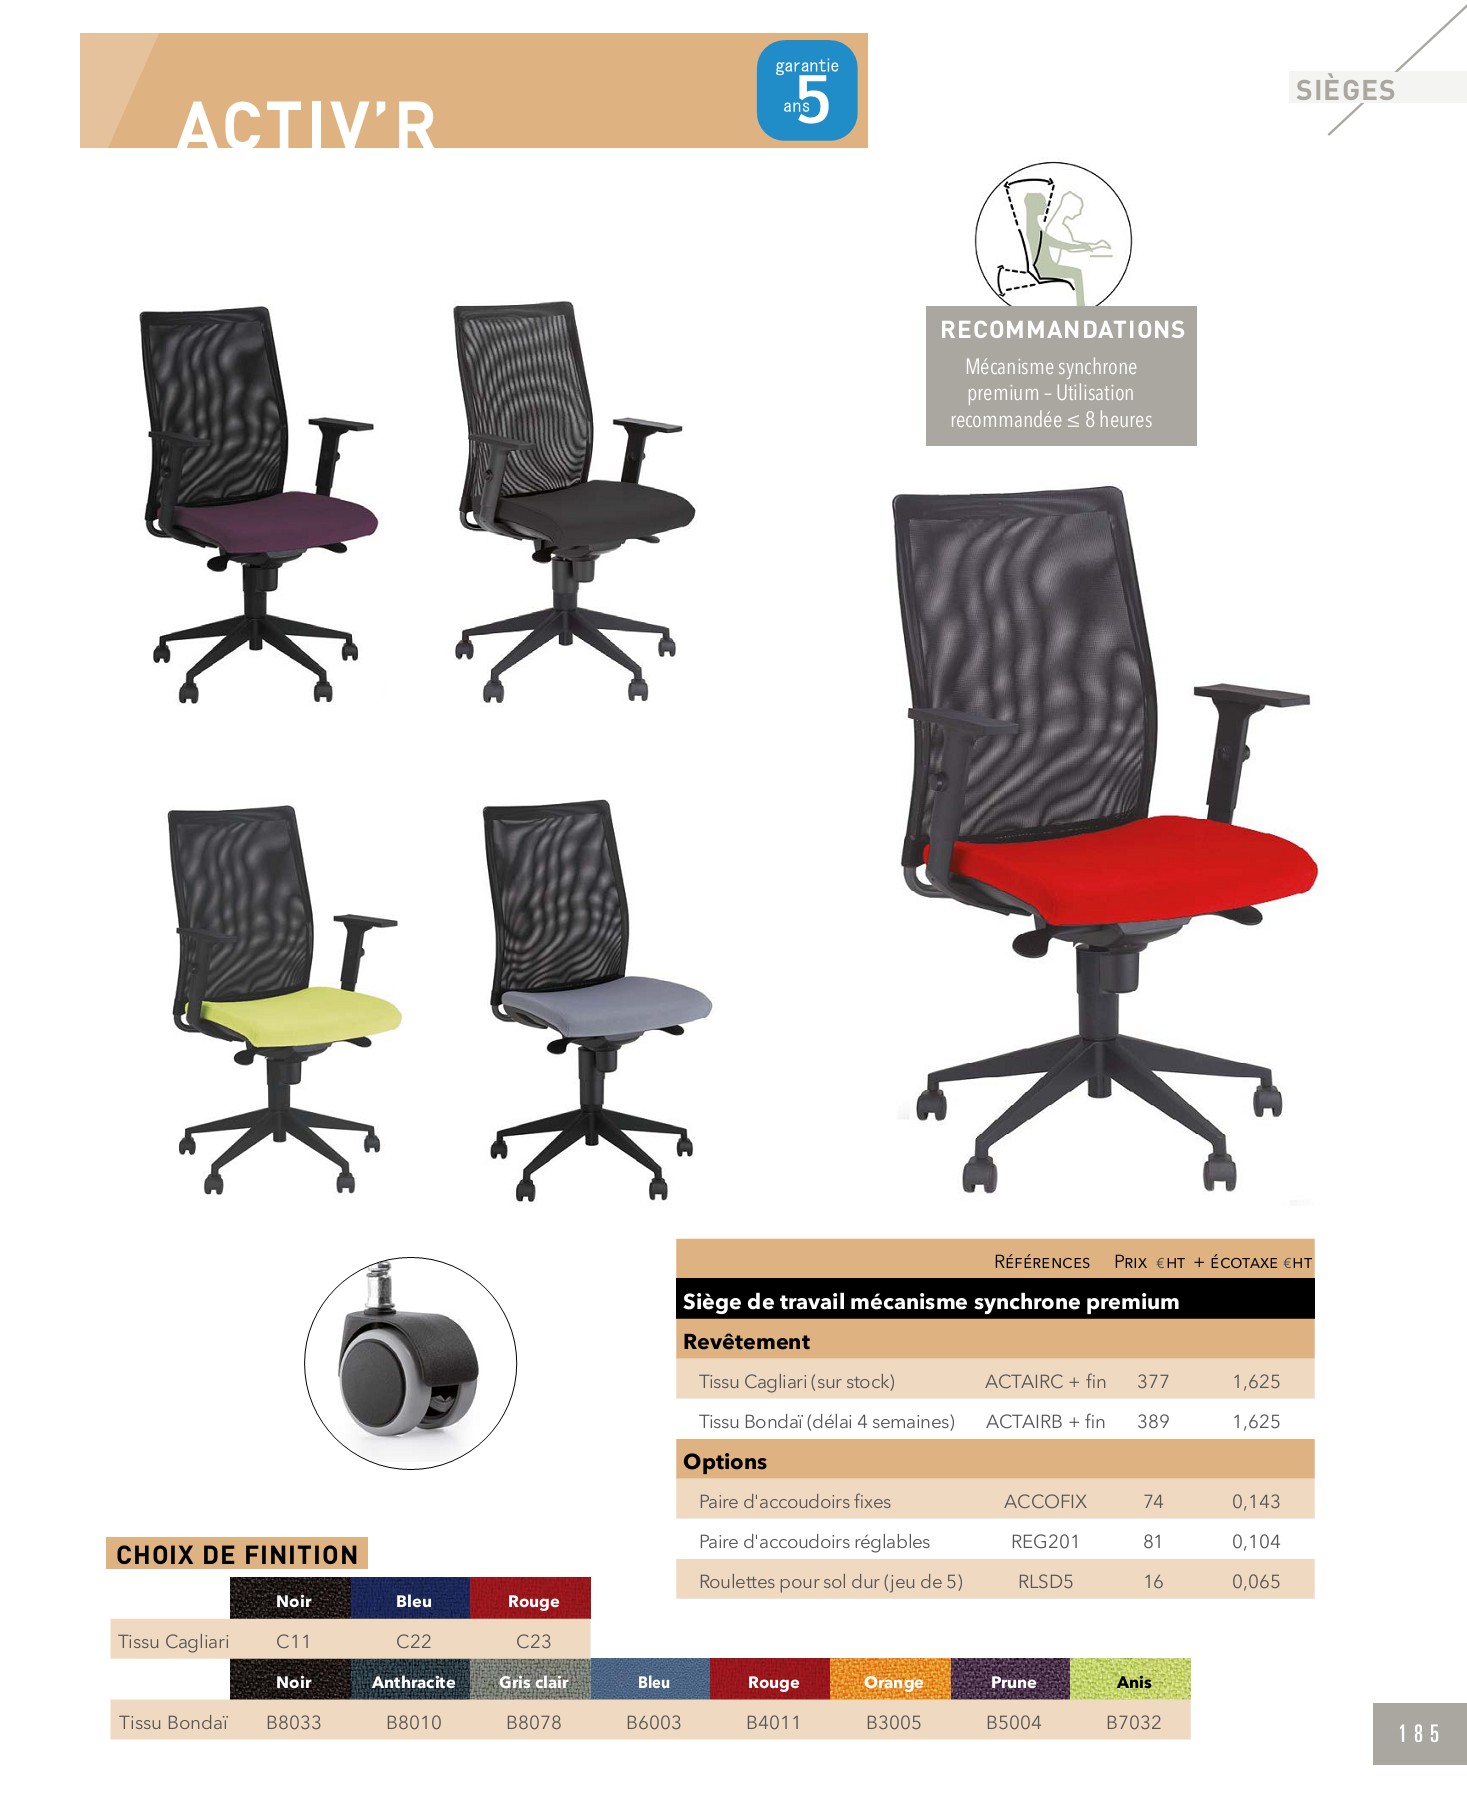 ACTIV'R
garantie
5
ans
SIÈGES
RECOMMANDATIONS
Mécanisme synchrone
premium – Utilisation
recommandée ≤ 8 heures
Références Prix €HT + écotaxe €HT
Siège de travail mécanisme synchrone premium
Revêtement
Tissu Cagliari (sur stock) ACTAIRC + fin 377 1,625
Tissu Bondaï (délai 4 semaines) ACTAIRB + fin 389 1,625
Options
Paire d'accoudoirs fixes ACCOFIX 74 0,143
Paire d'accoudoirs réglables REG201 81 0,104
Roulettes pour sol dur (jeu de 5) RLSD5 16 0,065
CHOIX DE FINITION
Noir Bleu Rouge
Tissu Cagliari C11 C22 C23
Noir Anthracite Gris clair Bleu Rouge Orange Prune Anis
Tissu Bondaï B8033 B8010 B8078 B6003 B4011 B3005 B5004 B7032
185